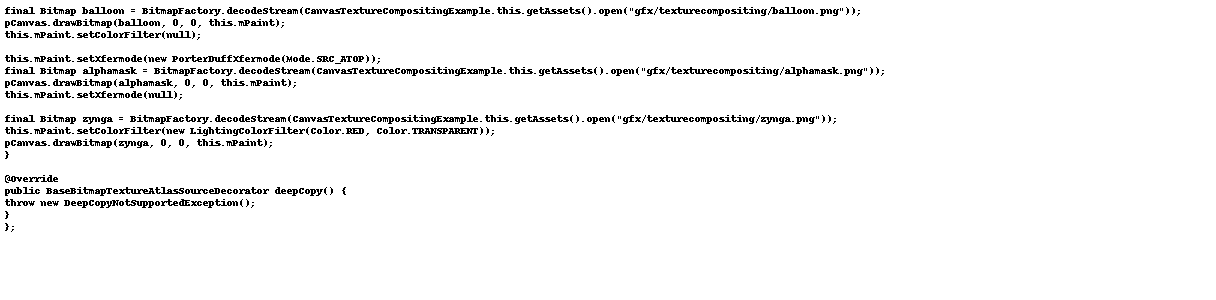 final Bitmap balloon = BitmapFactory.decodeStream(CanvasTextureCompositingExample.this.getAssets().open("gfx/texturecompositing/balloon.png"));
pCanvas.drawBitmap(balloon, 0, 0, this.mPaint);
this.mPaint.setColorFilter(null);

this.mPaint.setXfermode(new PorterDuffXfermode(Mode.SRC_ATOP));
final Bitmap alphamask = BitmapFactory.decodeStream(CanvasTextureCompositingExample.this.getAssets().open("gfx/texturecompositing/alphamask.png"));
pCanvas.drawBitmap(alphamask, 0, 0, this.mPaint);
this.mPaint.setXfermode(null);

final Bitmap zynga = BitmapFactory.decodeStream(CanvasTextureCompositingExample.this.getAssets().open("gfx/texturecompositing/zynga.png"));
this.mPaint.setColorFilter(new LightingColorFilter(Color.RED, Color.TRANSPARENT));
pCanvas.drawBitmap(zynga, 0, 0, this.mPaint);
}

@Override
public BaseBitmapTextureAtlasSourceDecorator deepCopy() {
throw new DeepCopyNotSupportedException();
}
};